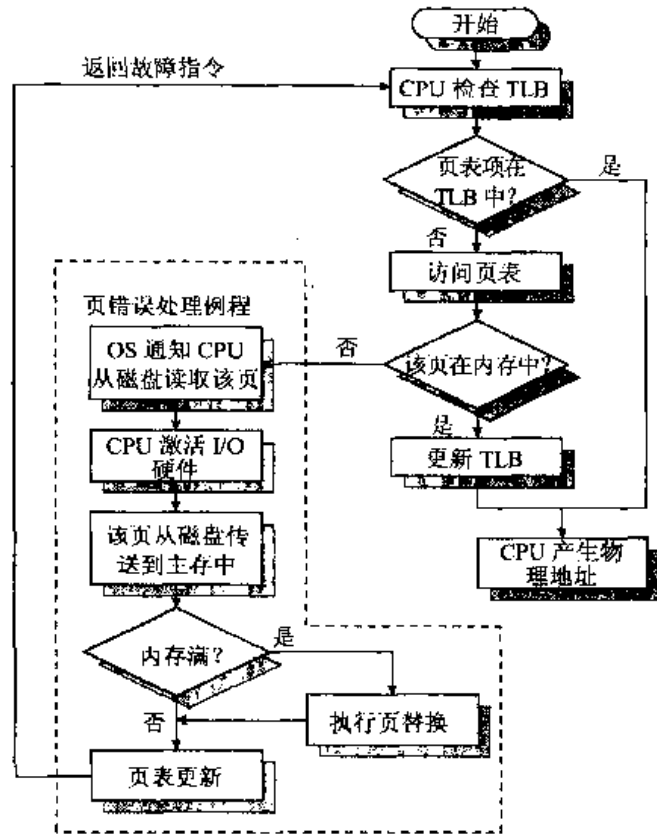 开始
返回故障指令
CPU 检查 TLB
页表项在
TLB 中?
是
否
访问页表
页错误处理例程
OS 通知 CPU
从磁盘读取该页
否
该页在内存中?
是
CPU 激活 I/O
硬件
更新 TLB
该页从磁盘传
送到主存中
CPU 产生物
理地址
内存满?
是
否
执行页替换
页表更新